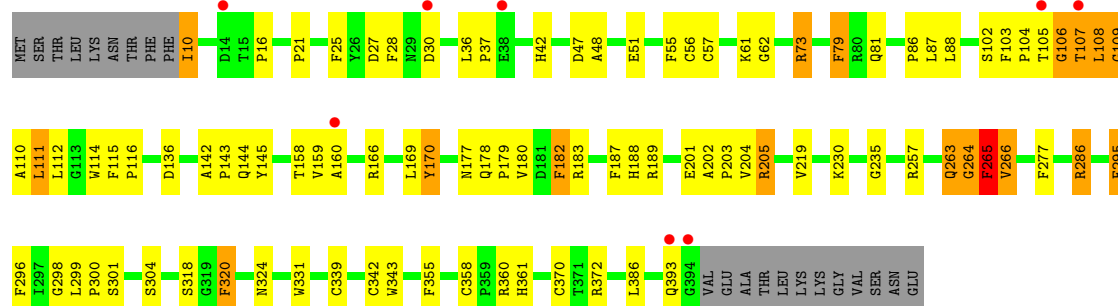 MET SER THR LEU LYS ASN THR PHE PHE I10 D14 T15 P16 P21 F25 Y26 D27 F28 N29 D30 L36 P37 E38 H42 D47 A48 E51 F55 C56 C57 K61 G62 R73 F79 R80 Q81 P86 L87 L88 S102 F103 P104 T105 G106 T107 L108
A110 L111 L112 G113 W114 F115 P116 D136 A142 P143 Q144 Y145 T158 V159 A160 R166 L169 Y170 N177 Q178 P179 V180 D181 F182 R183 F187 H188 R189 E201 A202 P203 V204 R205 V219 K230 G235 R257 Q263 G264 F265 V266 F277 R286
F296 I297 G298 L299 P300 S301 S304 S318 G319 F320 N324 W331 C339 C342 W343 F355 C358 P359 R360 H361 C370 T371 R372 L386 Q393 G394 VAL GLU ALA THR LEU LYS LYS GLY VAL SER ASN GLU